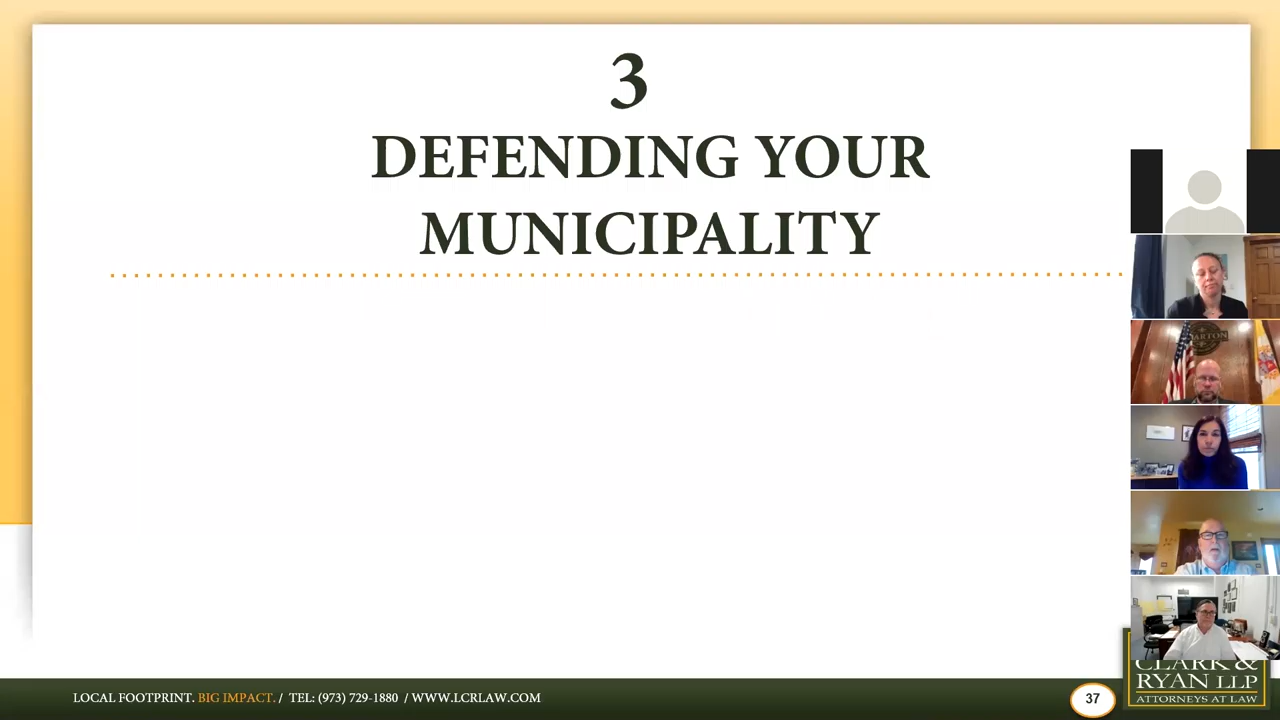 3
DEFENDING YOUR
MUNICIPALITY
LOCAL FOOTPRINT. BIG IMPACT. / TEL: (973) 729-1880 / WWW.LCRLAW.COM
37
CLARK &
RYAN LLP
ATTORNEYS AT LAW